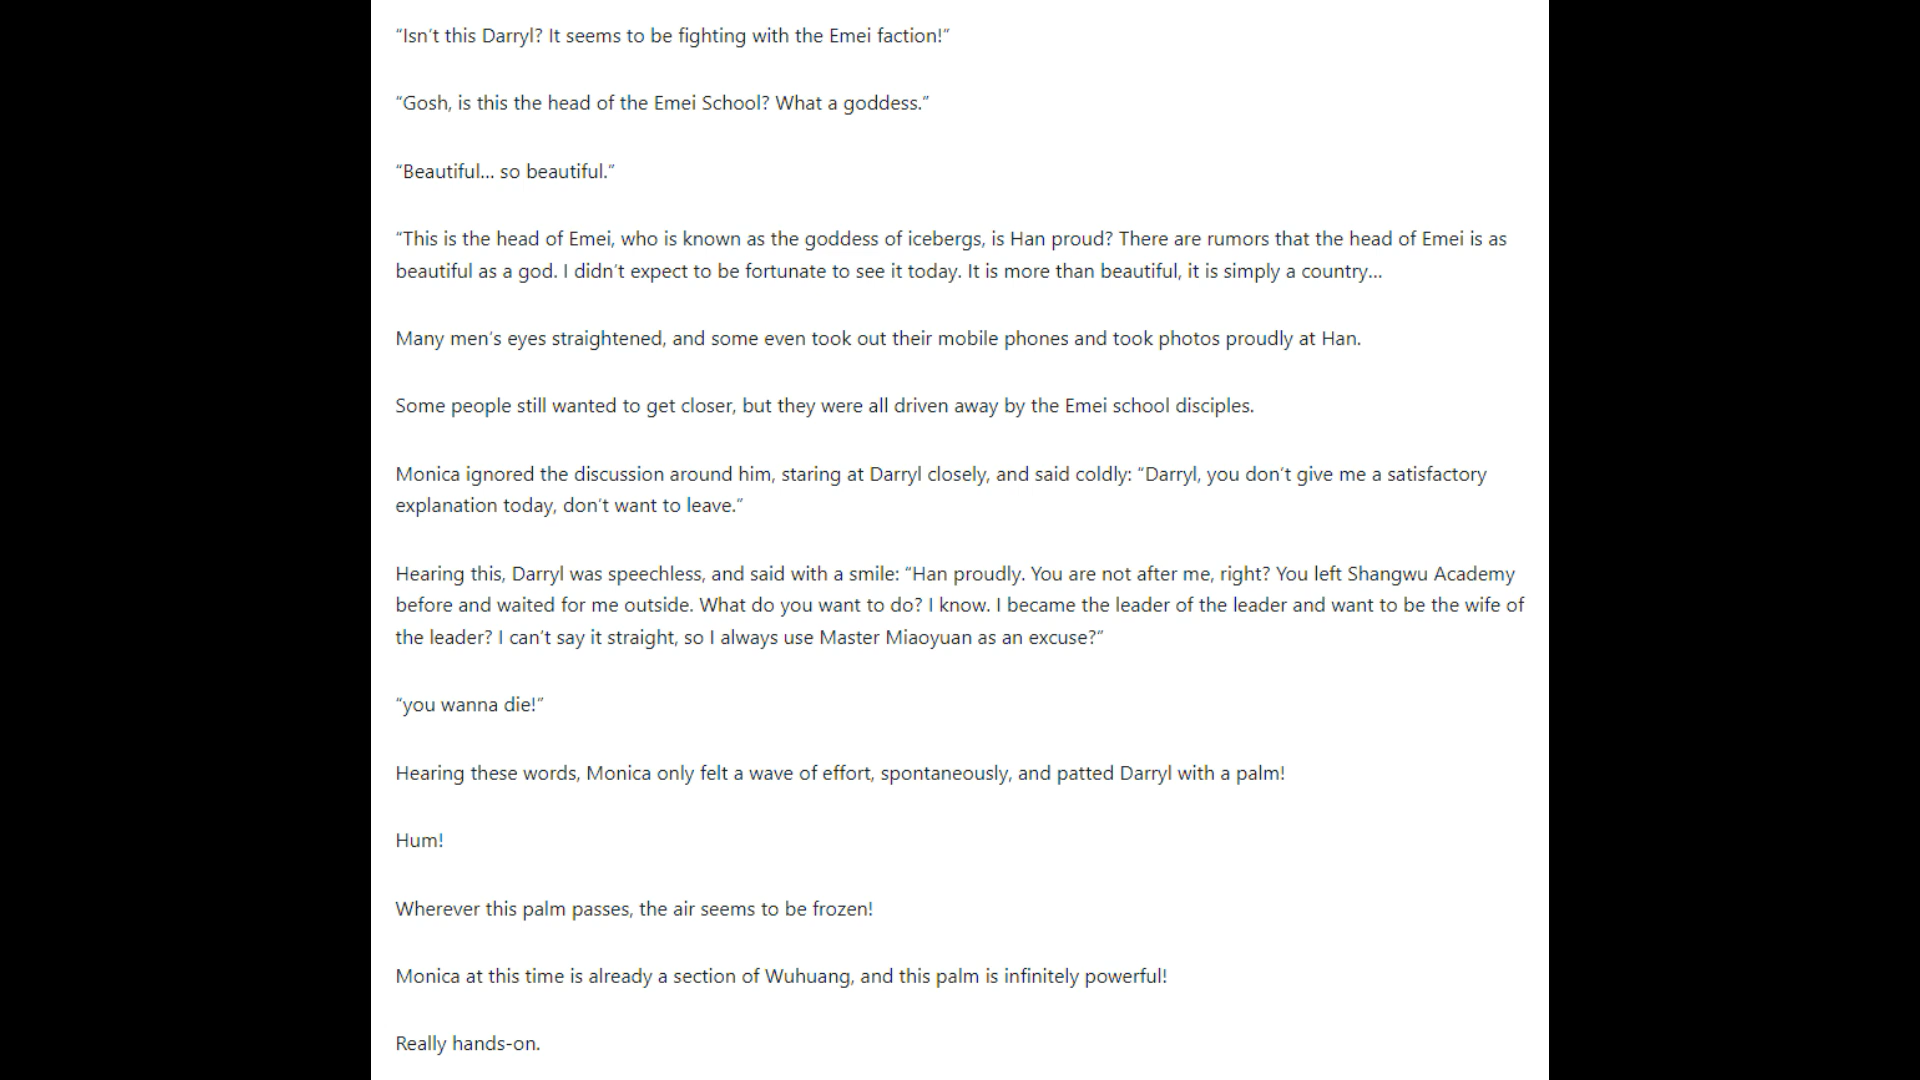 “Isn’t this Darryl? It seems to be fighting with the Emei faction!”
“Gosh, is this the head of the Emei School? What a goddess.”
“Beautiful... so beautiful.”
“This is the head of Emei, who is known as the goddess of icebergs, is Han proud? There are rumors that the head of Emei is as
beautiful as a god. I didn’t expect to be fortunate to see it today. It is more than beautiful, it is simply a country...
Many men’s eyes straightened, and some even took out their mobile phones and took photos proudly at Han.
Some people still wanted to get closer, but they were all driven away by the Emei school disciples.
Monica ignored the discussion around him, staring at Darryl closely, and said coldly: “Darryl, you don’t give me a satisfactory
explanation today, don’t want to leave.”
Hearing this, Darryl was speechless, and said with a smile: “Han proudly. You are not after me, right? You left Shangwu Academy
before and waited for me outside. What do you want to do? I know. I became the leader of the leader and want to be the wife of
the leader? I can’t say it straight, so I always use Master Miaoyuan as an excuse?”
“you wanna die!”
Hearing these words, Monica only felt a wave of effort, spontaneously, and patted Darryl with a palm!
Hum!
Wherever this palm passes, the air seems to be frozen!
Monica at this time is already a section of Wuhuang, and this palm is infinitely powerful!
Really hands-on.